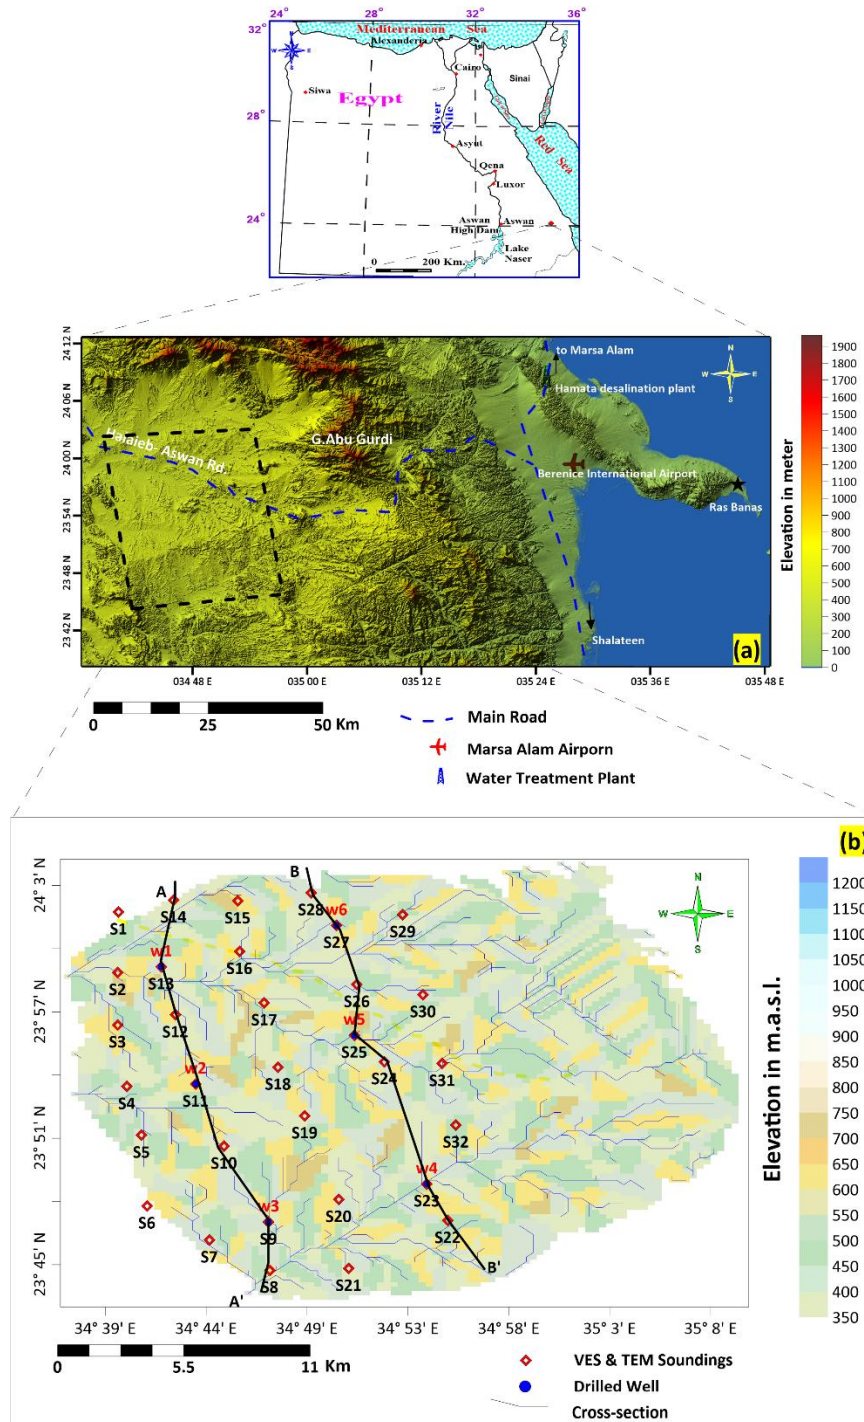 24° 28° 32° 36°
32°
Mediterranean Sea
Alexanderia
Cairo
Sinai
Siwa
Egypt
River Nile
28°
Asyut
Red Sea
Qena
Luxor
24°
Aswan
High Dam
Aswan
Lake
Naser
0 200 Km.
N
W E
S
24 12 N
24 06 N
24 00 N
23 54 N
23 48 N
23 42 N
to Marsa Alam
Hamata desalination plant
G.Abu Gurdi
Halaieb- Aswan Rd.
Berenice International Airport
Ras Banas
Shalateen
(a)
N
W E
S
034 48 035 00 035 12 035 24 035 36 035 48
Elevation in meter
1900
1800
1700
1600
1500
1400
1300
1200
1100
1000
900
800
700
600
500
400
300
200
100
0
0 25 50 Km
Main Road
Marsa Alam Airporn
Water Treatment Plant
(b)
24° 3' N
23° 57' N
23° 51' N
23° 45' N
A
B
S14
S28
S15
S1
w6
S27
S29
w1
S13
S16
S2
S26
S30
S17
S12
S3
w5
S25
S24
S31
S18
w2
S11
S4
S19
S32
S5
S10
w4
S23
S20
S6
w3
S9
S22
S7
S8
S21
A'
B'
N
W E
S
34° 39' E 34° 44' E 34° 49' E 34° 53' E 34° 58' E 35° 3' E 35° 8' E
Elevation in m.a.s.l.
1200
1150
1100
1050
1000
950
900
850
800
750
700
650
600
550
500
450
400
350
0 5.5 11
Km
VES & TEM Soundings
Drilled Well
Cross-section